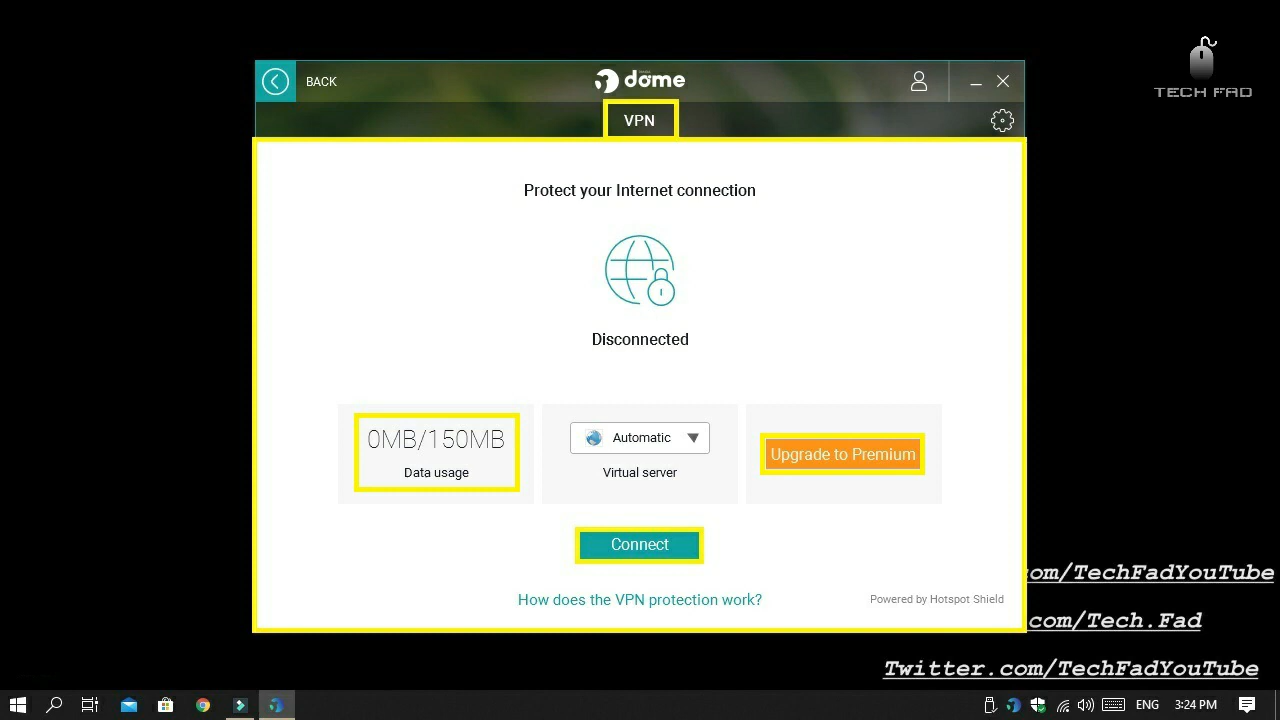 BACK
dome
TECH FAD
VPN
Protect your Internet connection
Disconnected
0MB/150MB
Data usage
Automatic
Virtual server
Upgrade to Premium
Connect
How does the VPN protection work?
Powered by Hotspot Shield
com/TechFadYouTube
.com/Tech.Fad
Twitter.com/TechFadYouTube
ENG
3:24 PM